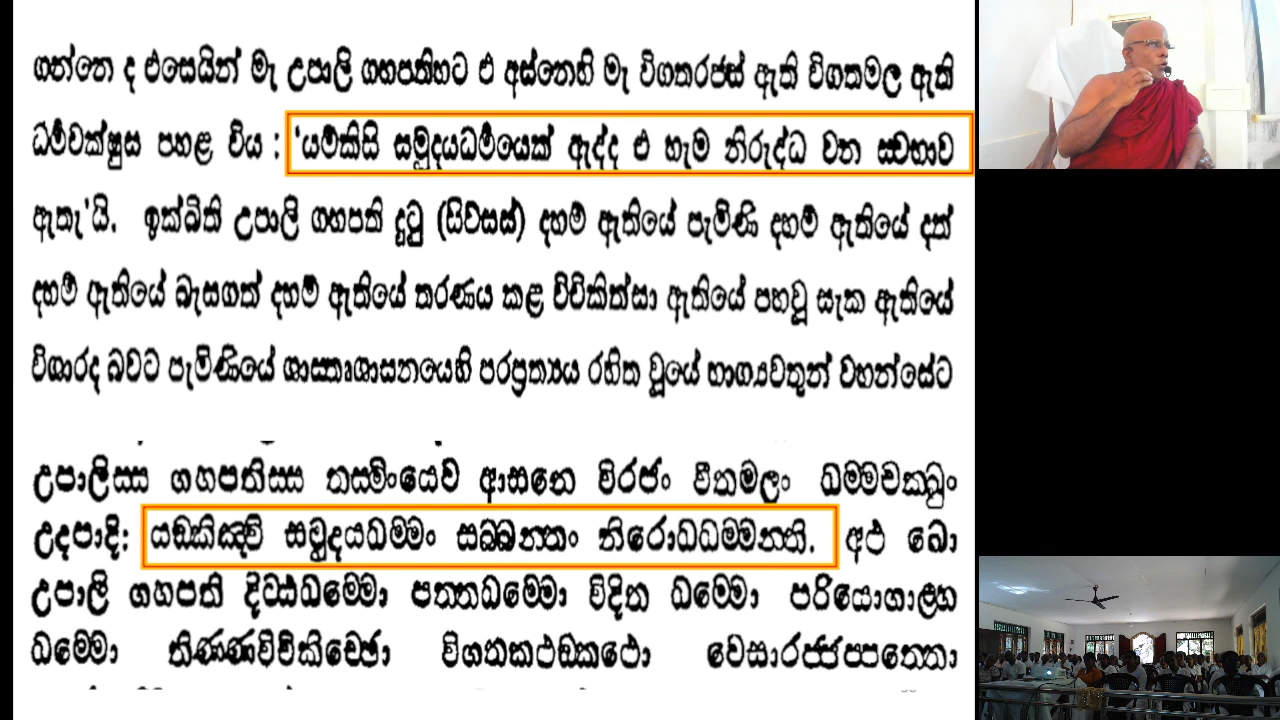 ගන්නෙ ද එසෙයින් මැ උපාලි ගහපතිහට එ අස්නෙහි මැ විගතරජස් ඇති විගතමල ඇති
ධර්මචක්ෂුස පහළ විය : 'යම්කිසි සමුදයධර්මයෙක් ඇද්ද එ හැම නිරුද්ධ වන ස්වභාව
ඇතැ'යි. ඉක්බිති උපාලි ගහපති දුටු (සිව්සස්) දහම් ඇතියේ පැමිණි දහම් ඇතියේ දත්
දහම් ඇතියේ බැසගත් දහම් ඇතියේ තරණය කළ විචිකිත්සා ඇතියේ පහවූ සැක ඇතියේ
විශාරද බවට පැමිණියේ ශාස්තෘශාසනයෙහි පරප්‍රත්‍යය රහිත වූයේ භාග්‍යවතුන් වහන්සේට
උපාලිස්ස ගහපතිස්ස තස්මිංයෙව ආසනෙ විරජං වීතමලං ධම්මචක්ඛුං
උදපාදි: යඞ්කිඤ්චි සමුදයධම්මං සබ්බන්තං නිරොධධම්මන්ති. අථ ඛො
උපාලි ගහපති දිට්ඨධම්මො පත්තධම්මො විදිත ධම්මො පරියොගාළ්හ
ධම්මො තිණ්ණවිචිකිච්ඡො විගතකථඞ්කථො වෙසාරජ්ජප්පත්තො